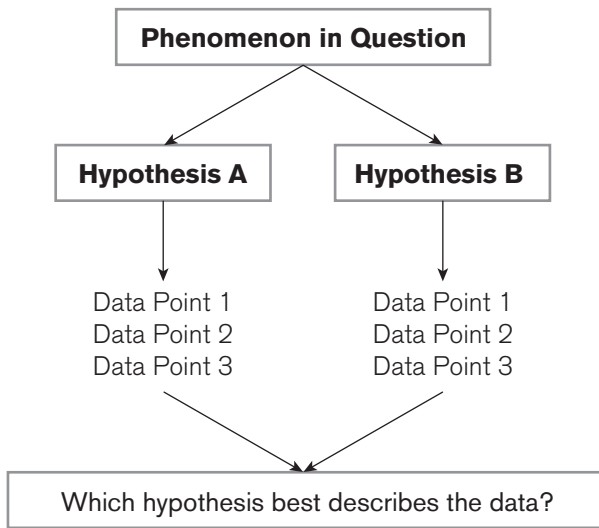 Phenomenon in Question
Hypothesis A
Hypothesis B
Data Point 1
Data Point 2
Data Point 3
Data Point 1
Data Point 2
Data Point 3
Which hypothesis best describes the data?